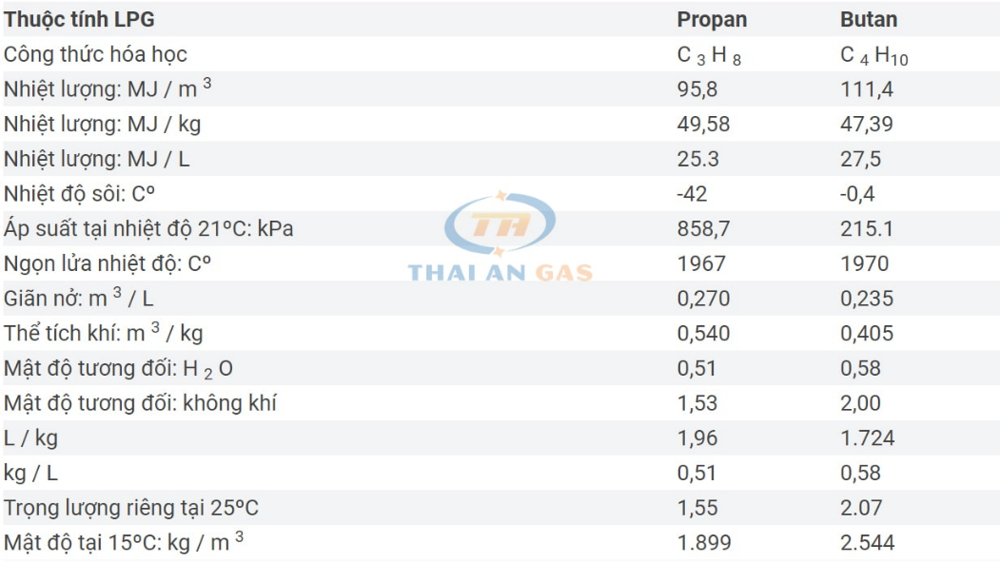 Thuộc tính LPG Propan Butan
Công thức hóa học C 3 H 8 C 4 H10
Nhiệt lượng: MJ / m 3 95,8 111,4
Nhiệt lượng: MJ / kg 49,58 47,39
Nhiệt lượng: MJ / L 25.3 27,5
Nhiệt độ sôi: Cº -42 -0,4
Áp suất tại nhiệt độ 21ºC: kPa 858,7 215.1
Ngọn lửa nhiệt độ: Cº 1967 1970
THAI AN GAS
Giãn nở: m 3 / L 0,270 0,235
Thể tích khí: m 3 / kg 0,540 0,405
Mật độ tương đối: H 2 O 0,51 0,58
Mật độ tương đối: không khí 1,53 2,00
L / kg 1,96 1.724
kg / L 0,51 0,58
Trọng lượng riêng tại 25ºC 1,55 2.07
Mật độ tại 15ºC: kg / m 3 1.899 2.544